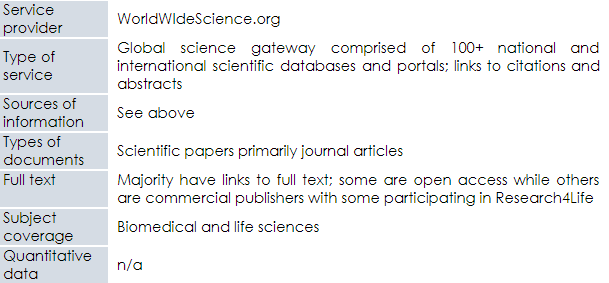 Service
provider
WorldWIdeScience.org
Type of
service
Global science gateway comprised of 100+ national and
international scientific databases and portals; links to citations and
abstracts
Sources of
information
See above
Types of
documents
Scientific papers primarily journal articles
Full text
Majority have links to full text; some are open access while others
are commercial publishers with some participating in Research4Life
Subject
coverage
Biomedical and life sciences
Quantitative
data
n/a